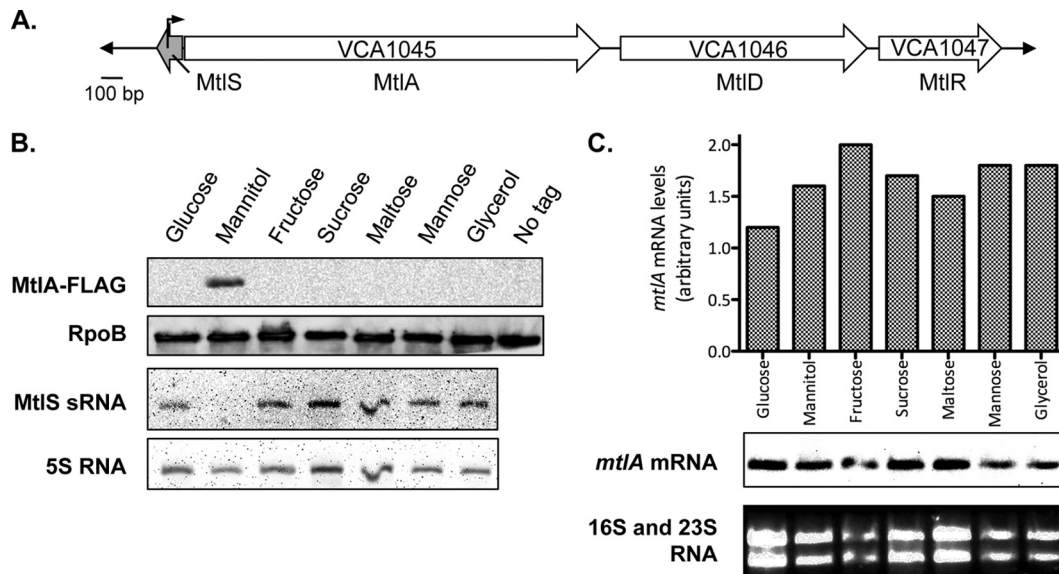 A.
VCA1045
VCA1046
VCA1047
MtlS
MtlA
MtlD
MtlR
100 bp
B.
Glucose
Mannitol
Fructose
Sucrose
Maltose
Mannose
Glycerol
No tag
MtlA-FLAG
RpoB
MtlS sRNA
5S RNA
C.
mtlA mRNA levels
(arbitrary units)
2.0
1.5
1.0
0.5
0.0
Glucose
Mannitol
Fructose
Sucrose
Maltose
Mannose
Glycerol
mtlA mRNA
16S and 23S
RNA